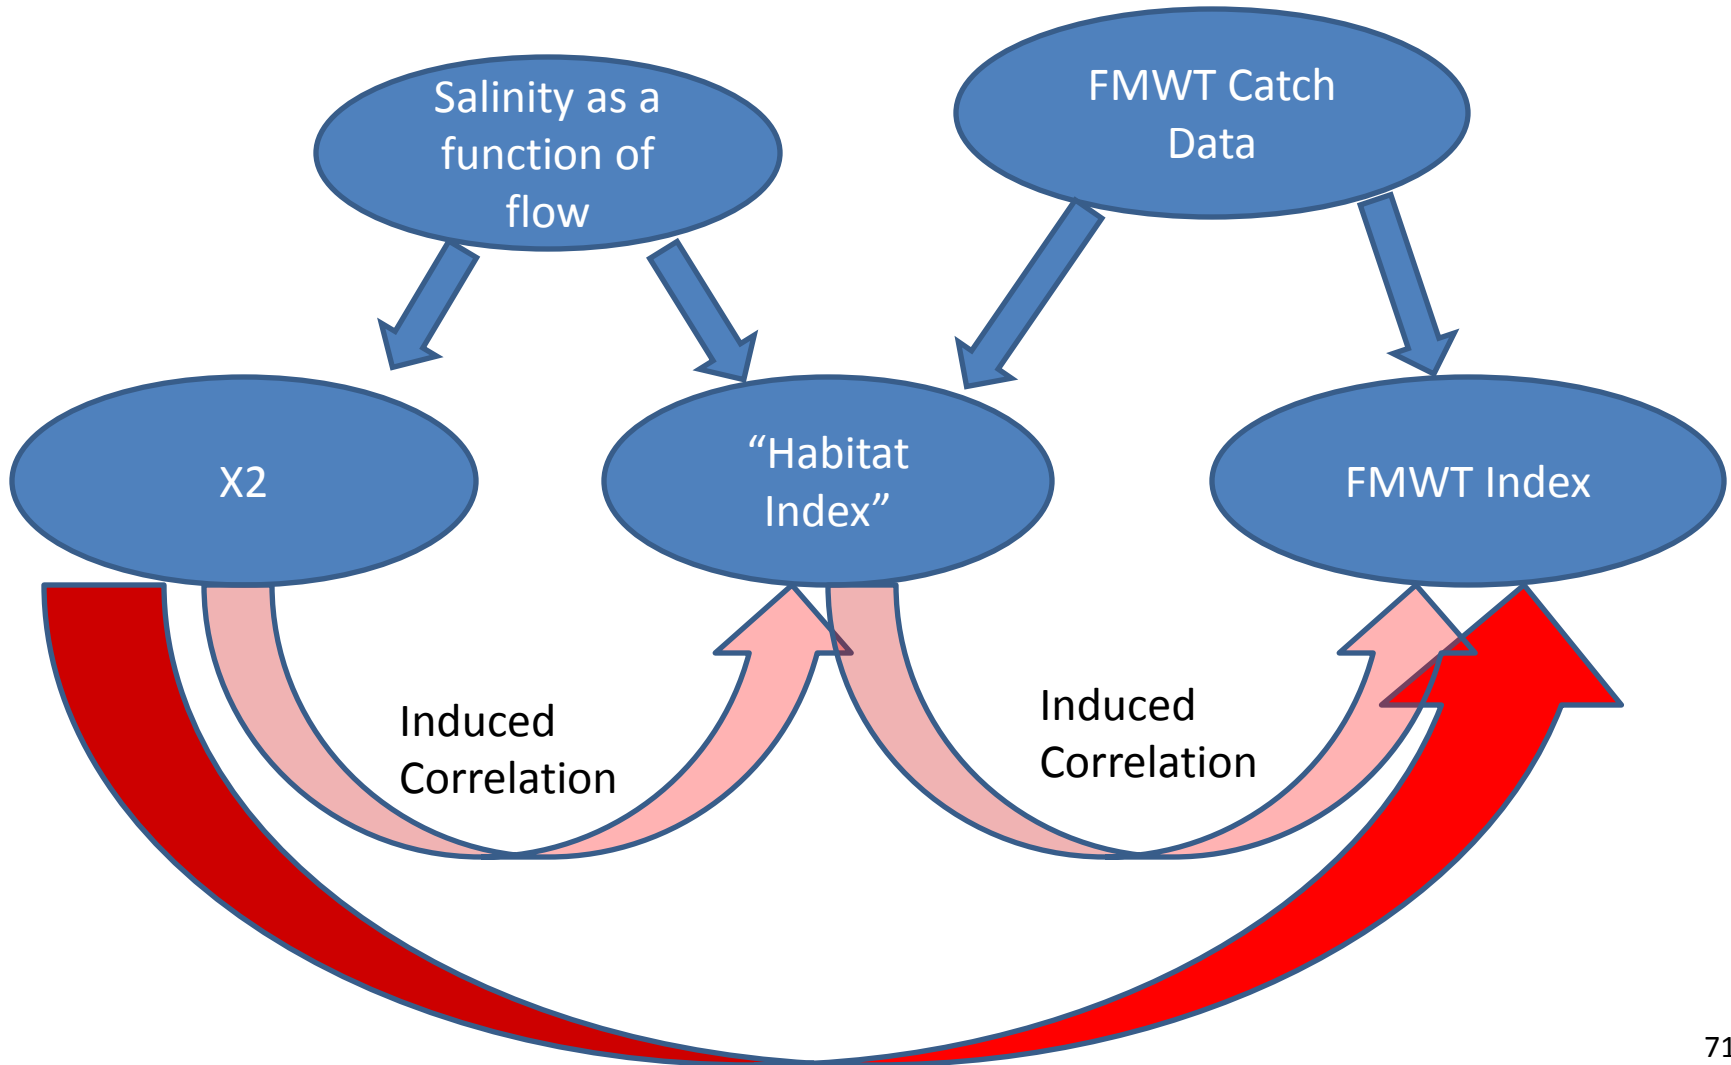 Salinity as a
function of
flow
FMWT Catch
Data
X2
“Habitat
Index”
FMWT Index
Induced
Correlation
Induced
Correlation
71